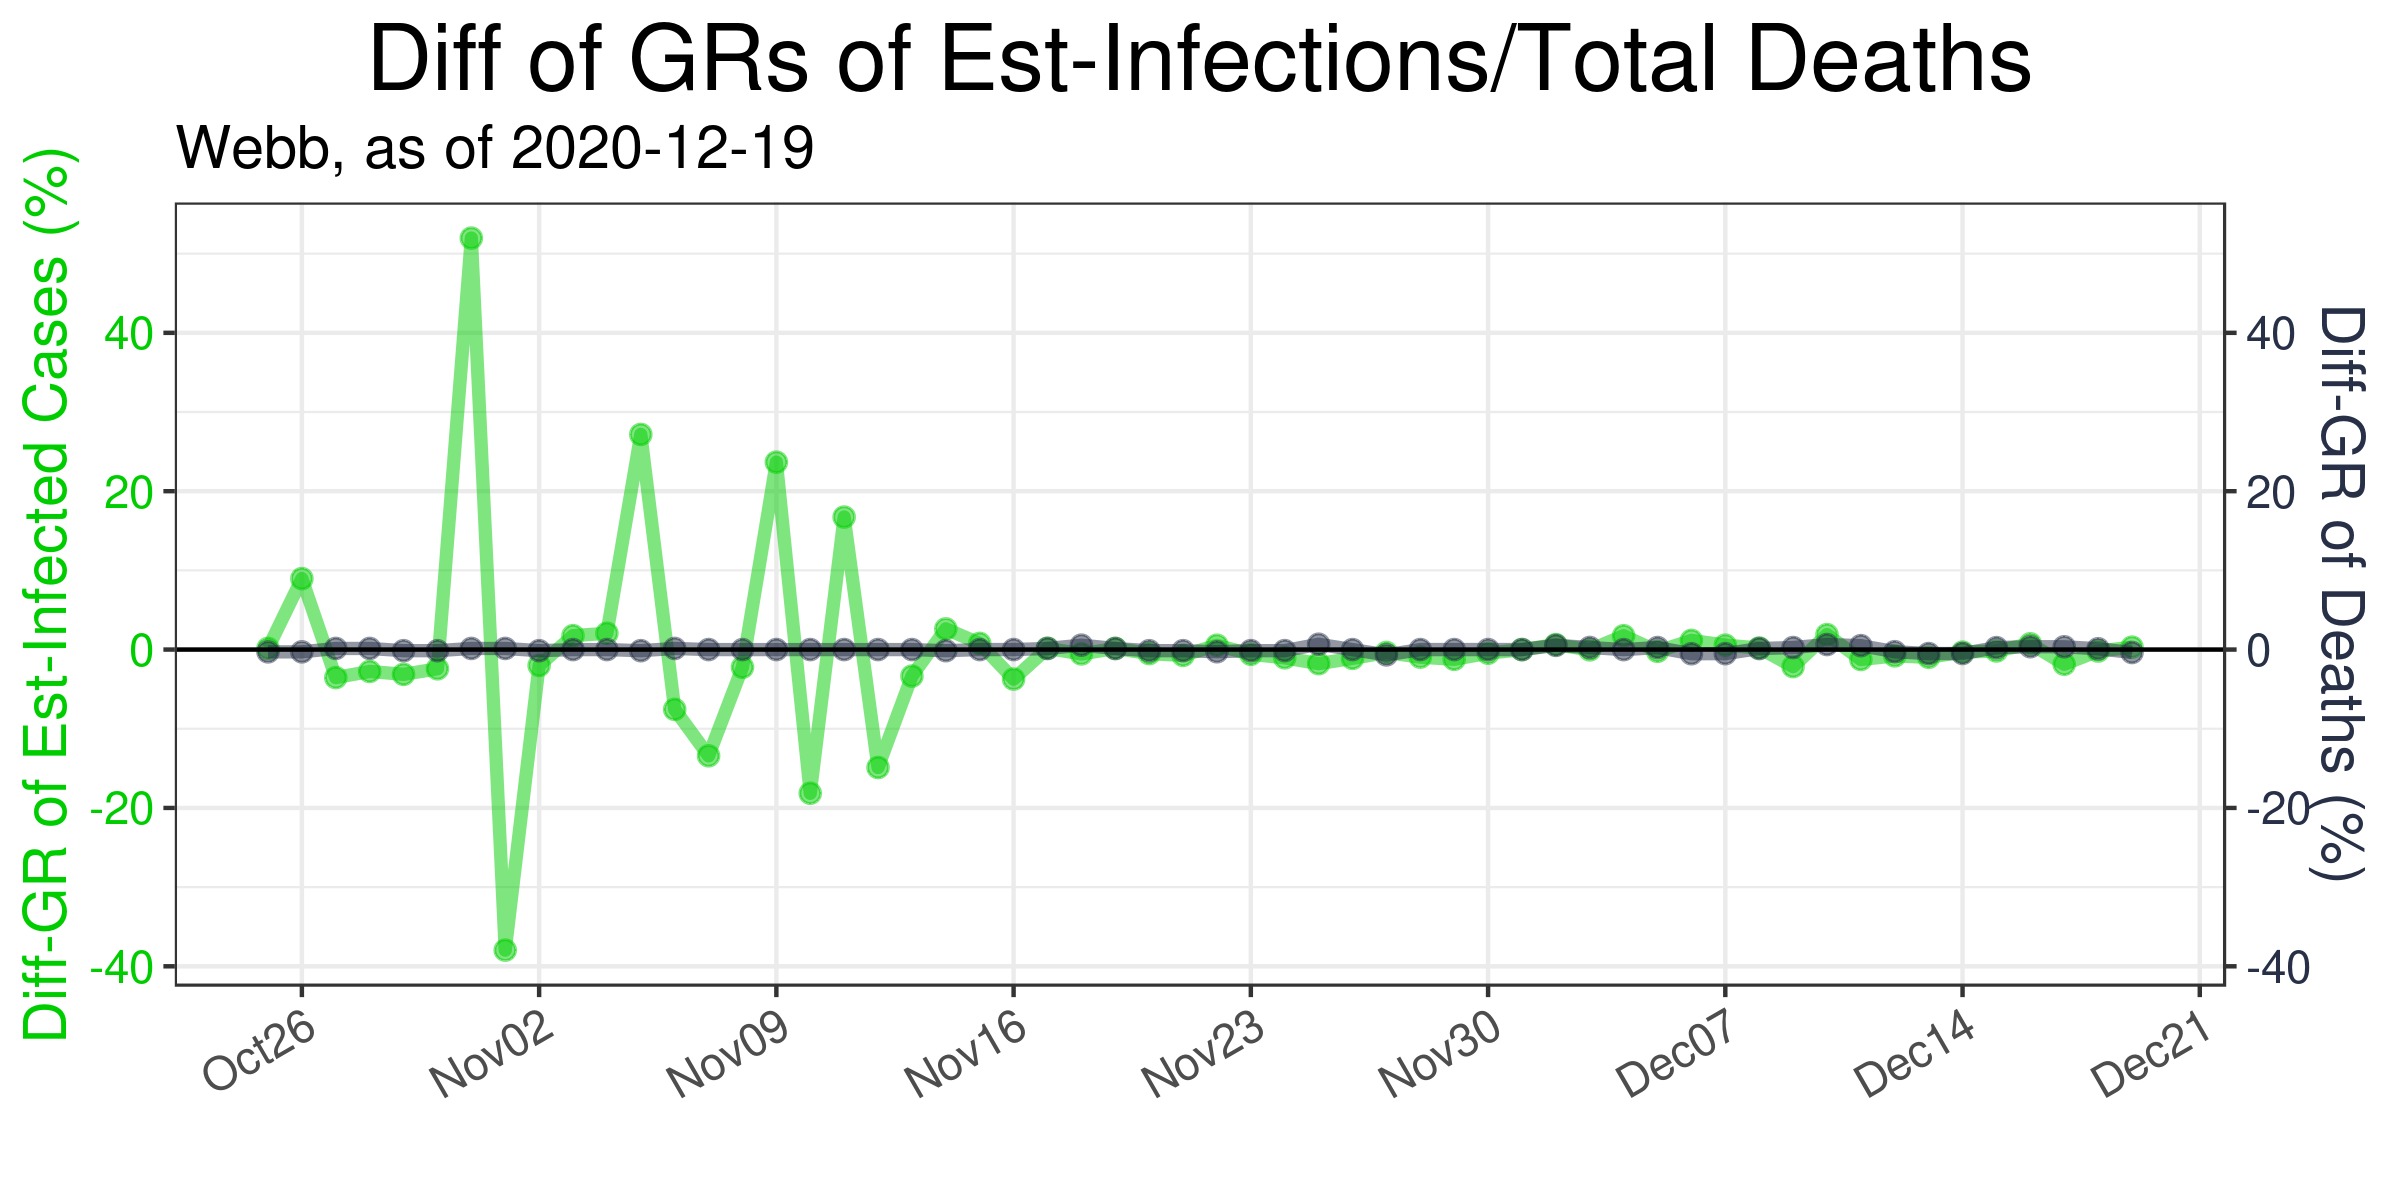 Diff of GRs of Est-Infections/Total Deaths
Webb, as of 2020-12-19
Diff-GR of Est-Infected Cases (%)
40
20
0
-20
-40
40
20
0
-20
-40
Diff-GR of Deaths (%)
Oct26
Nov02
Nov09
Nov16
Nov23
Nov30
Dec07
Dec14
Dec21